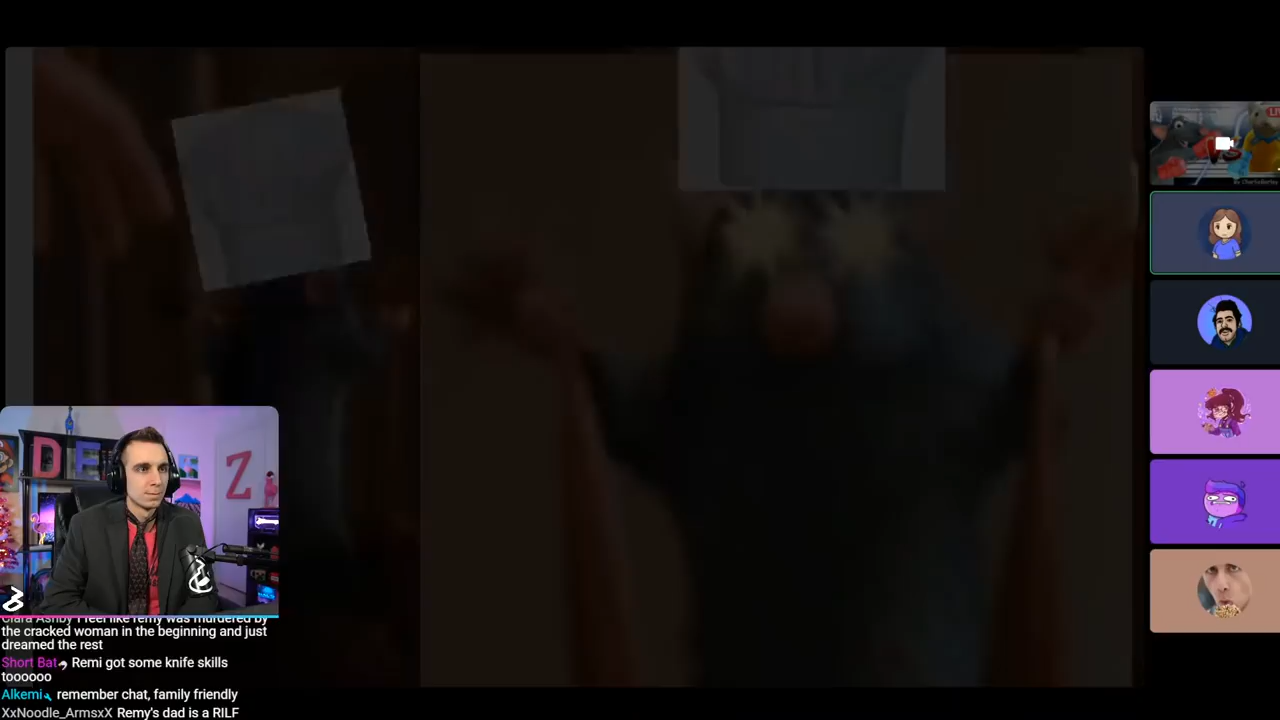 D E F
Z
Clara Ashby I feel like remy was murdered by
the cracked woman in the beginning and just
dreamed the rest
Short Bat Remi got some knife skills
toooooo
Alkemi remember chat, family friendly
XxNoodle_ArmsxX Remy's dad is a RILF